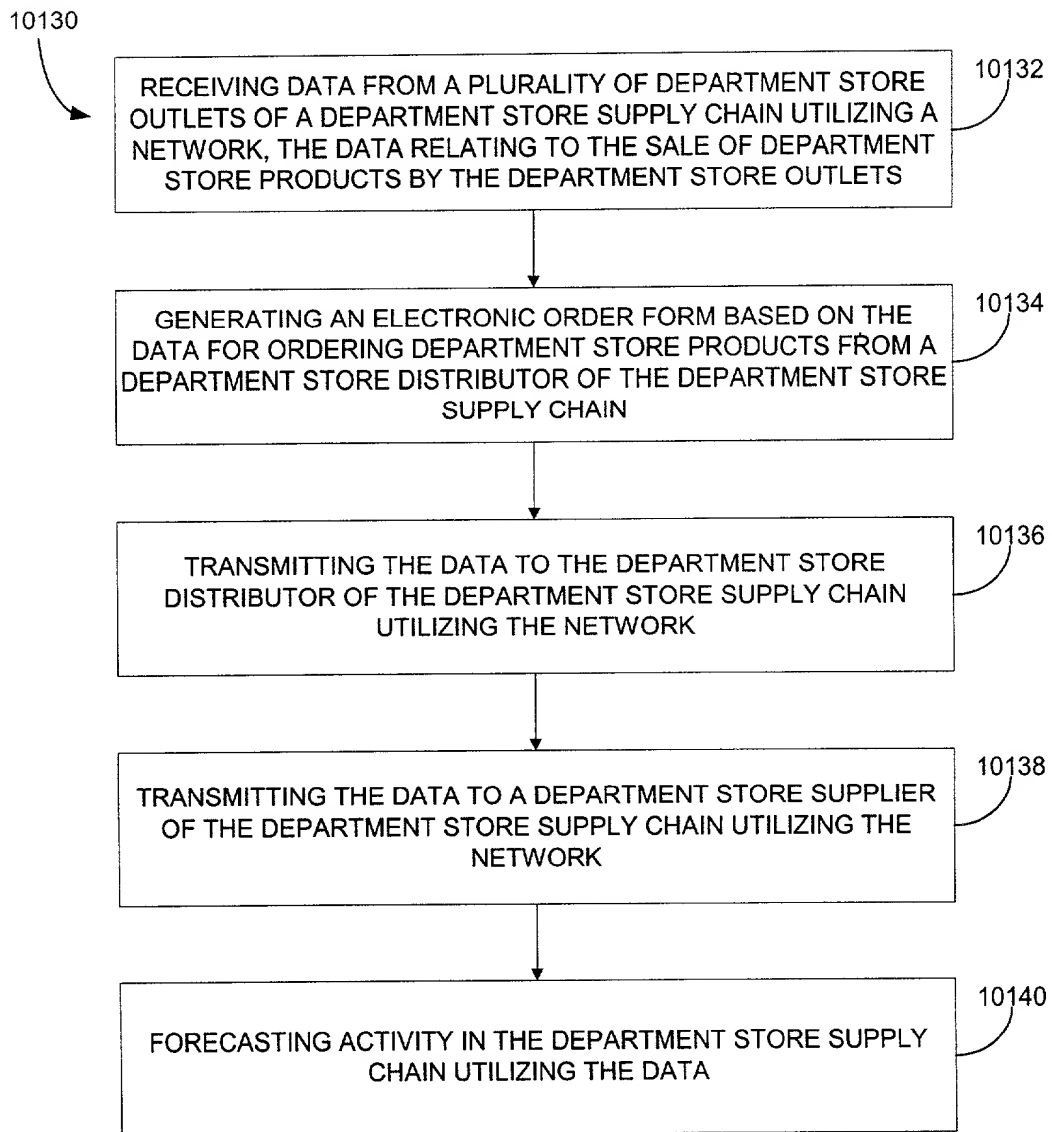 10130
RECEIVING DATA FROM A PLURALITY OF DEPARTMENT STORE
OUTLETS OF A DEPARTMENT STORE SUPPLY CHAIN UTILIZING A
NETWORK, THE DATA RELATING TO THE SALE OF DEPARTMENT
STORE PRODUCTS BY THE DEPARTMENT STORE OUTLETS
10132
GENERATING AN ELECTRONIC ORDER FORM BASED ON THE
DATA FOR ORDERING DEPARTMENT STORE PRODUCTS FROM A
DEPARTMENT STORE DISTRIBUTOR OF THE DEPARTMENT STORE
SUPPLY CHAIN
10134
TRANSMITTING THE DATA TO THE DEPARTMENT STORE
DISTRIBUTOR OF THE DEPARTMENT STORE SUPPLY CHAIN
UTILIZING THE NETWORK
10136
TRANSMITTING THE DATA TO A DEPARTMENT STORE SUPPLIER
OF THE DEPARTMENT STORE SUPPLY CHAIN UTILIZING THE
NETWORK
10138
FORECASTING ACTIVITY IN THE DEPARTMENT STORE SUPPLY
CHAIN UTILIZING THE DATA
10140